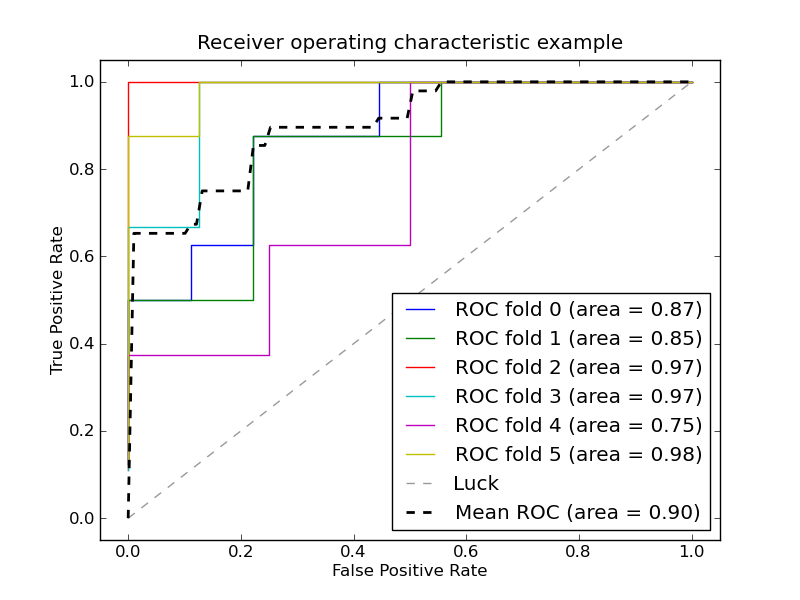 Receiver operating characteristic example
True Positive Rate
1.0
0.8
0.6
0.4
0.2
0.0
ROC fold 0 (area = 0.87)
ROC fold 1 (area = 0.85)
ROC fold 2 (area = 0.97)
ROC fold 3 (area = 0.97)
ROC fold 4 (area = 0.75)
ROC fold 5 (area = 0.98)
Luck
Mean ROC (area = 0.90)
0.0 0.2 0.4 0.6 0.8 1.0
False Positive Rate